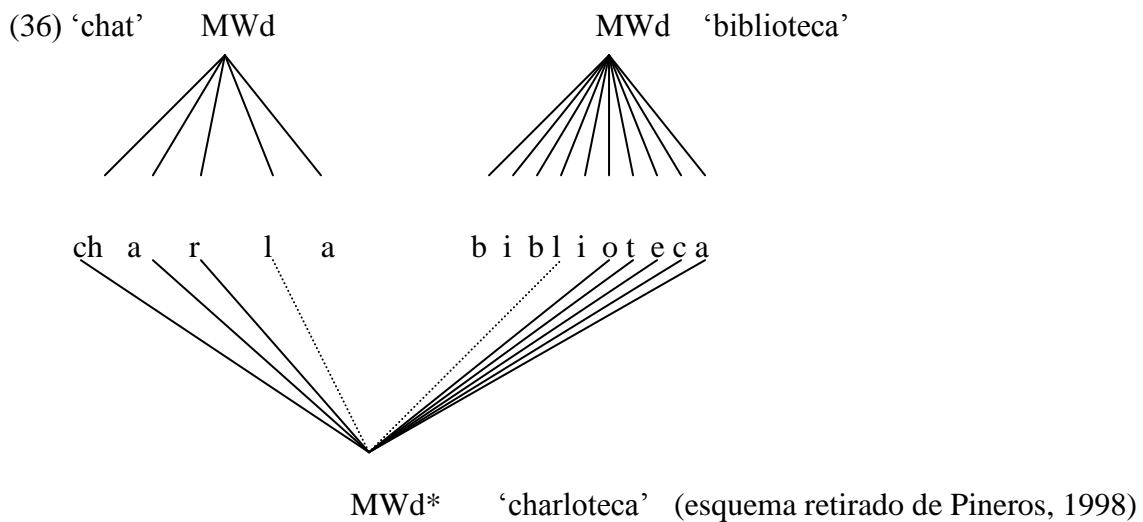 (36) ‘chat’ MWd MWd ‘biblioteca’
ch a r l a b i b l i o t e c a
MWd* ‘charloteca’ (esquema retirado de Pineros, 1998)